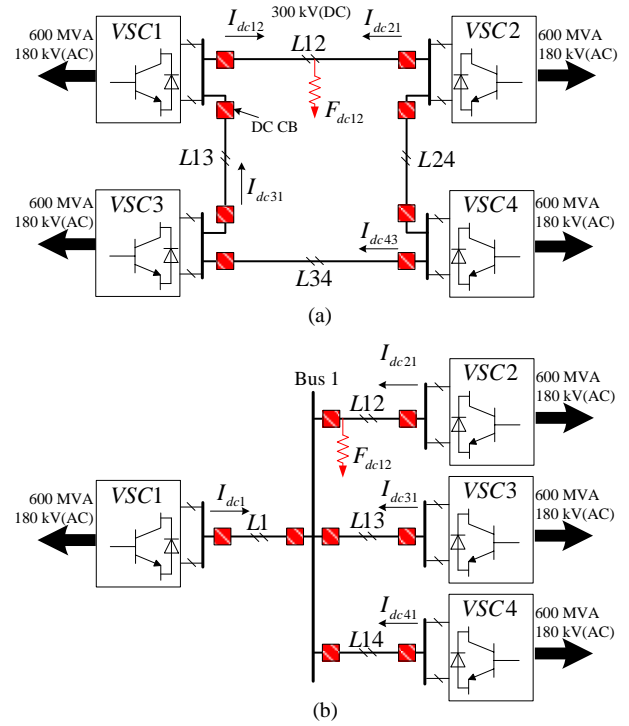 I_dc12
300 kV(DC)
I_dc21
600 MVA
180 kV(AC)
VSC1
L12
VSC2
600 MVA
180 kV(AC)
F_dc12
DC CB
L13
L24
I_dc31
600 MVA
180 kV(AC)
VSC3
I_dc43
VSC4
600 MVA
180 kV(AC)
L34
(a)
I_dc21
VSC2
600 MVA
180 kV(AC)
Bus 1
L12
F_dc12
600 MVA
180 kV(AC)
VSC1
I_dc1
L1
I_dc31
L13
VSC3
600 MVA
180 kV(AC)
I_dc41
L14
VSC4
600 MVA
180 kV(AC)
(b)